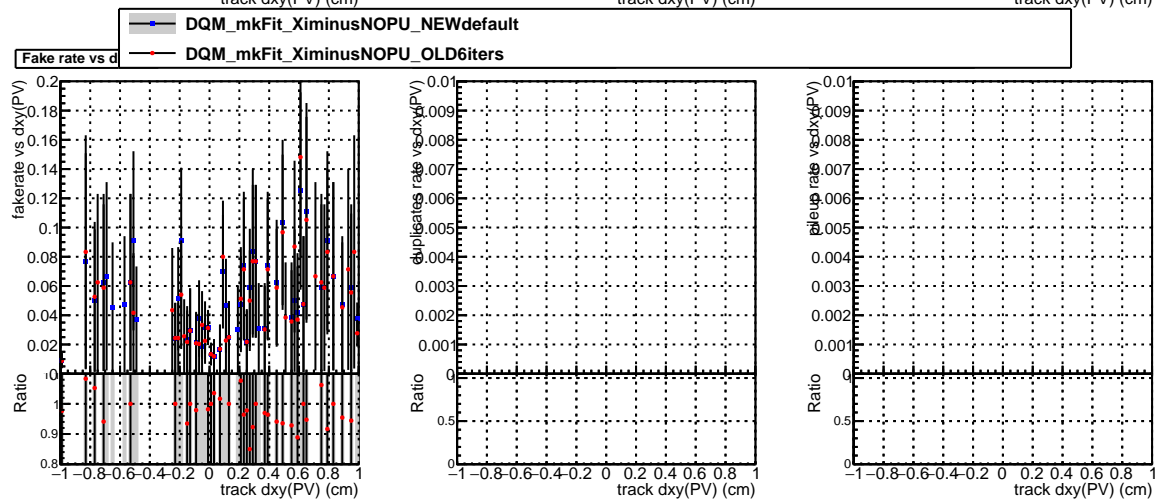 track dxy(PV) (cm) track dxy(PV) (cm) track dxy(PV) (cm)
DQM_mkFit_XiminusNOPU_NEWdefault
DQM_mkFit_XiminusNOPU_OLD6iters
Fake rate vs d
fakerate vs dxy(PV)
0.2
0.18
0.16
0.14
0.12
0.1
0.08
0.06
0.04
0.02
0
Ratio
1
0.9
0.8
−1 −0.8 −0.6 −0.4 −0.2 0 0.2 0.4 0.6 0.8 1
track dxy(PV) (cm)
duplicates rate vs dxy(PV)
0.01
0.009
0.008
0.007
0.006
0.005
0.004
0.003
0.002
0.001
0
Ratio
1
0.5
0
−1 −0.8 −0.6 −0.4 −0.2 0 0.2 0.4 0.6 0.8 1
track dxy(PV) (cm)
pileup rate vs dxy(PV)
0.01
0.009
0.008
0.007
0.006
0.005
0.004
0.003
0.002
0.001
0
Ratio
1
0.5
0
−1 −0.8 −0.6 −0.4 −0.2 0 0.2 0.4 0.6 0.8 1
track dxy(PV) (cm)